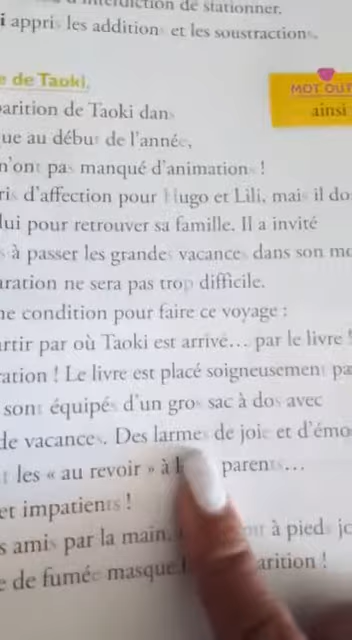 d'interdiction de stationner.
i appris les additions et les soustractions.
e de Taoki.
MOT OUT
ainsi
parition de Taoki dans
que au début de l'année,
n'ont pas manqué d'animations !
ris d'affection pour Hugo et Lili, mais il do
lui pour retrouver sa famille. Il a invité
s à passer les grandes vacances dans son mo
aration ne sera pas trop difficile.
ne condition pour faire ce voyage :
artir par où Taoki est arrivé... par le livre !
ration ! Le livre est placé soigneusement pa
sont équipés d'un gros sac à dos avec
de vacances. Des larmes de joie et d'émo
t les « au revoir » à parents...
et impatients !
s amis par la main, à pieds jo
e de fumée masque arition !